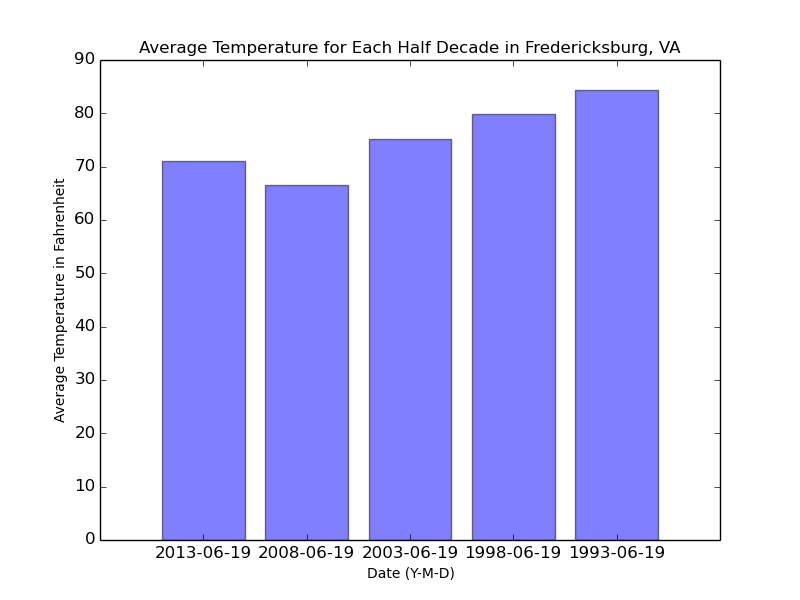 Average Temperature for Each Half Decade in Fredericksburg, VA
90
80
70
60
50
40
30
20
10
0
Average Temperature in Fahrenheit
2013-06-19 2008-06-19 2003-06-19 1998-06-19 1993-06-19
Date (Y-M-D)